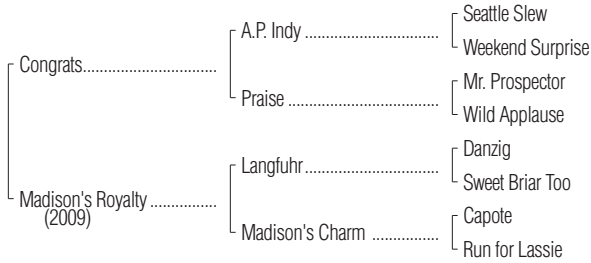 Seattle Slew
A.P. Indy ...............................
Weekend Surprise
Congrats...............................
Mr. Prospector
Praise ...................................
Wild Applause
Danzig
Langfuhr...............................
Sweet Briar Too
Madison's Royalty ...............
(2009)
Capote
Madison's Charm ...............
Run for Lassie